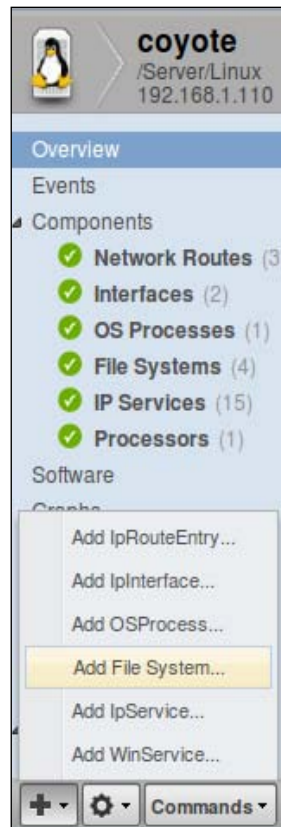 coyote
/Server/Linux
192.168.1.110
Overview
Events
Components
Network Routes (3
Interfaces (2)
OS Processes (1)
File Systems (4)
IP Services (15)
Processors (1)
Software
Graphs
Add IpRouteEntry...
Add IpInterface...
Add OSProcess...
Add File System...
Add IpService...
Add WinService...
Commands